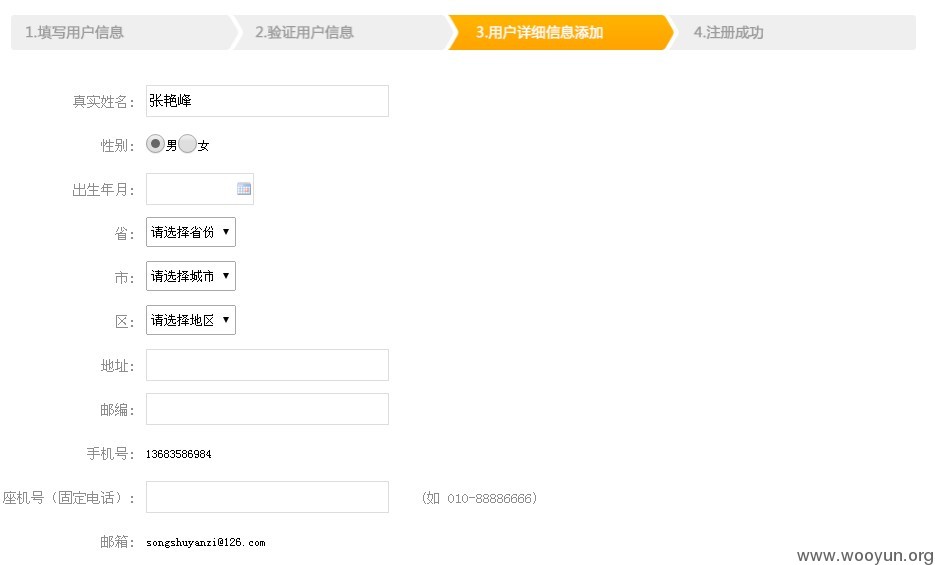 1.填写用户信息 2.验证用户信息 3.用户详细信息添加 4.注册成功
真实姓名： 张艳峰
性别： 男 女
出生年月：
省： 请选择省份
市： 请选择城市
区： 请选择地区
地址：
邮编：
手机号： 13683586984
座机号（固定电话）： （如 010-88886666）
邮箱： songshuyanzi@126.com
www.wooyun.org